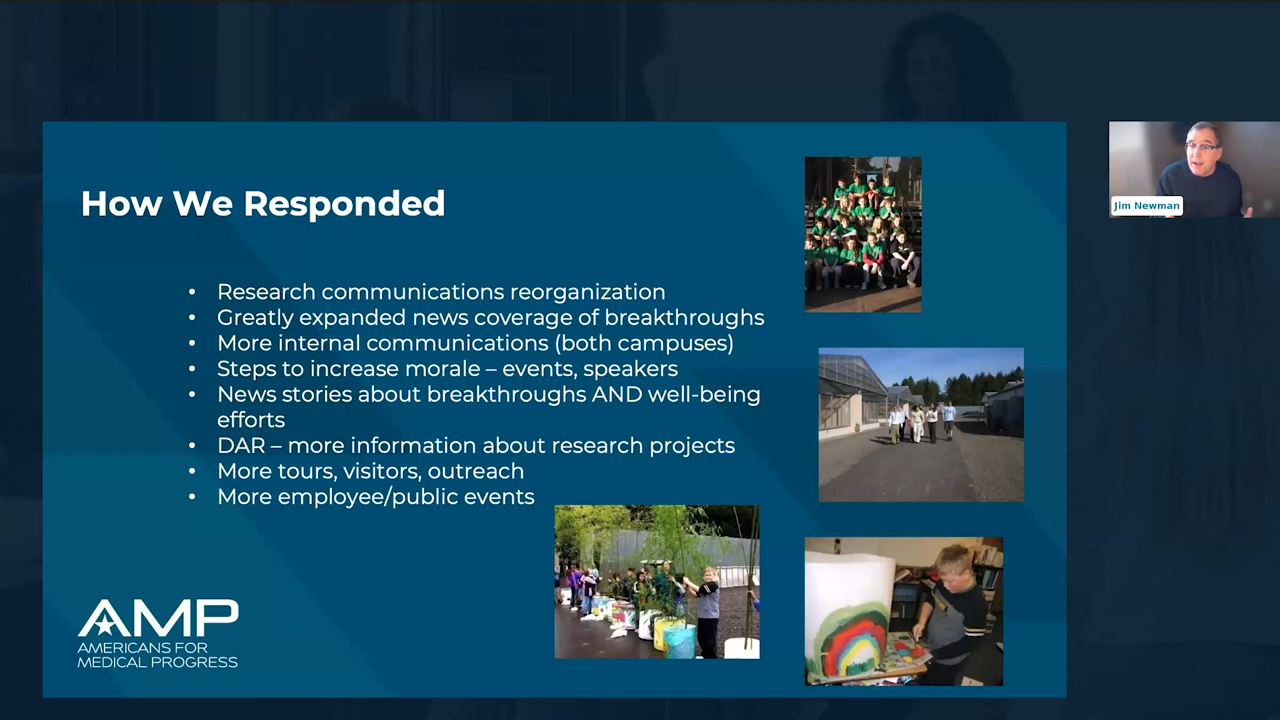 How We Responded
• Research communications reorganization
• Greatly expanded news coverage of breakthroughs
• More internal communications (both campuses)
• Steps to increase morale – events, speakers
• News stories about breakthroughs AND well-being
efforts
• DAR – more information about research projects
• More tours, visitors, outreach
• More employee/public events
AMP
AMERICANS FOR
MEDICAL PROGRESS
Jim Newman